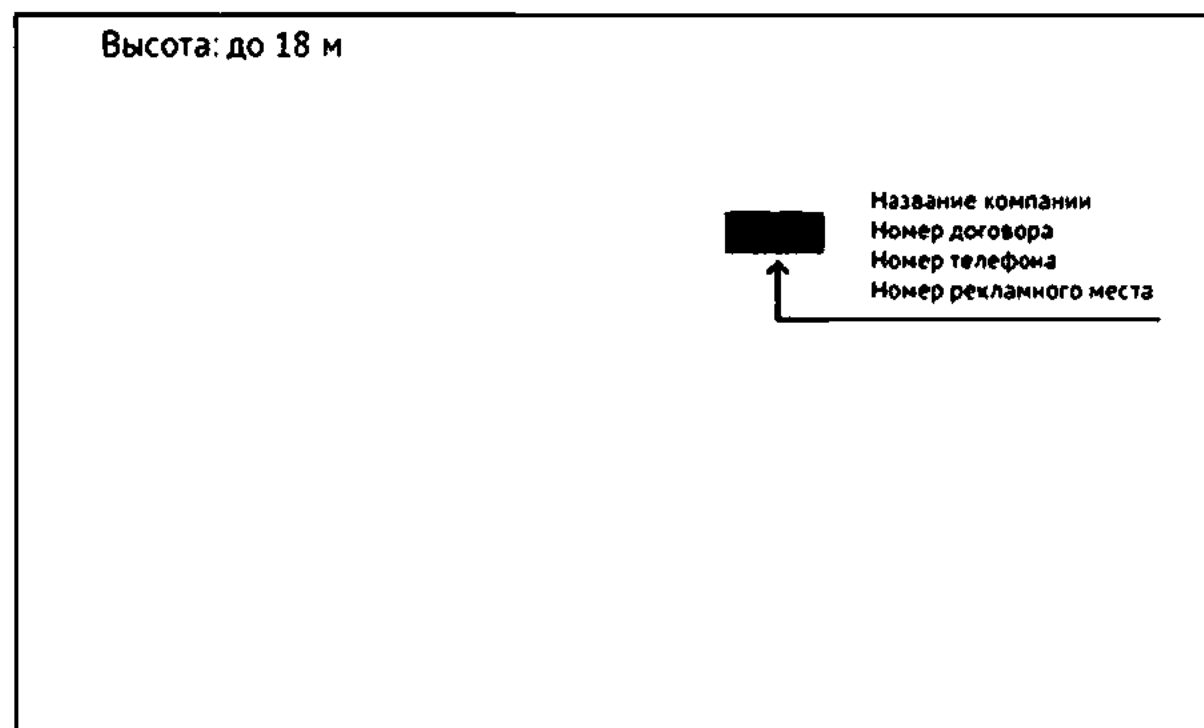 Высота: до 18 м
Название компании
Номер договора
Номер телефона
Номер рекламного места